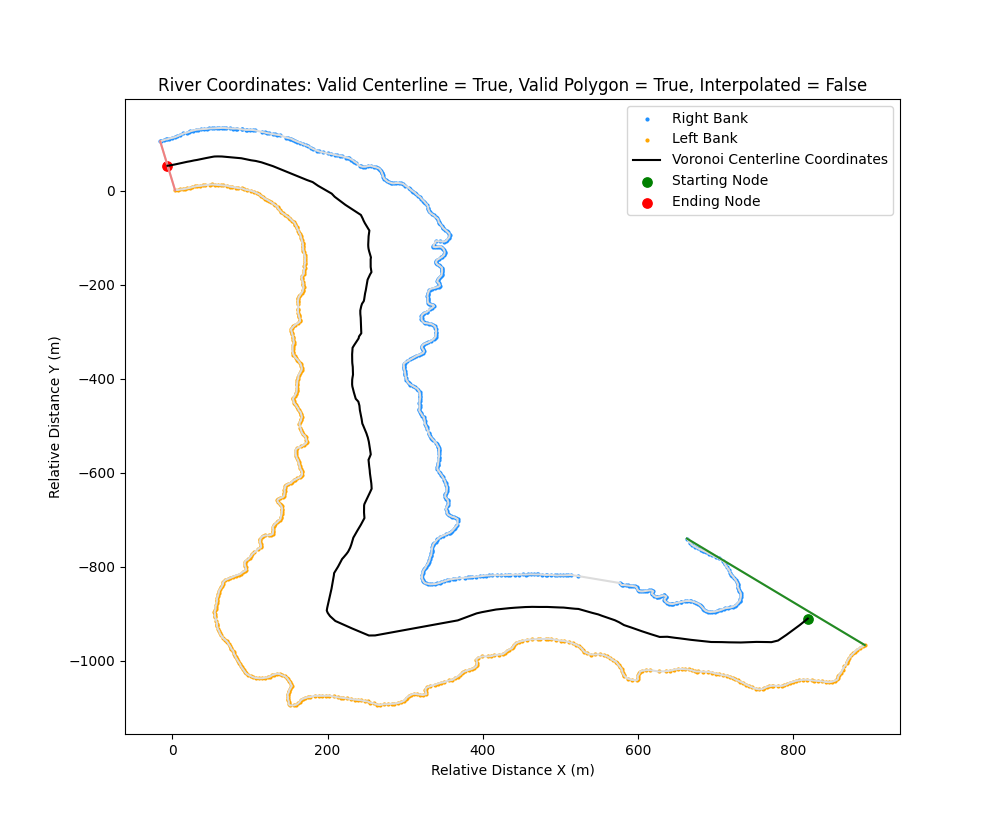 River Coordinates: Valid Centerline = True, Valid Polygon = True, Interpolated = False
Right Bank
Left Bank
Voronoi Centerline Coordinates
Starting Node
Ending Node
0
−200
−400
−600
−800
−1000
Relative Distance Y (m)
0 200 400 600 800
Relative Distance X (m)